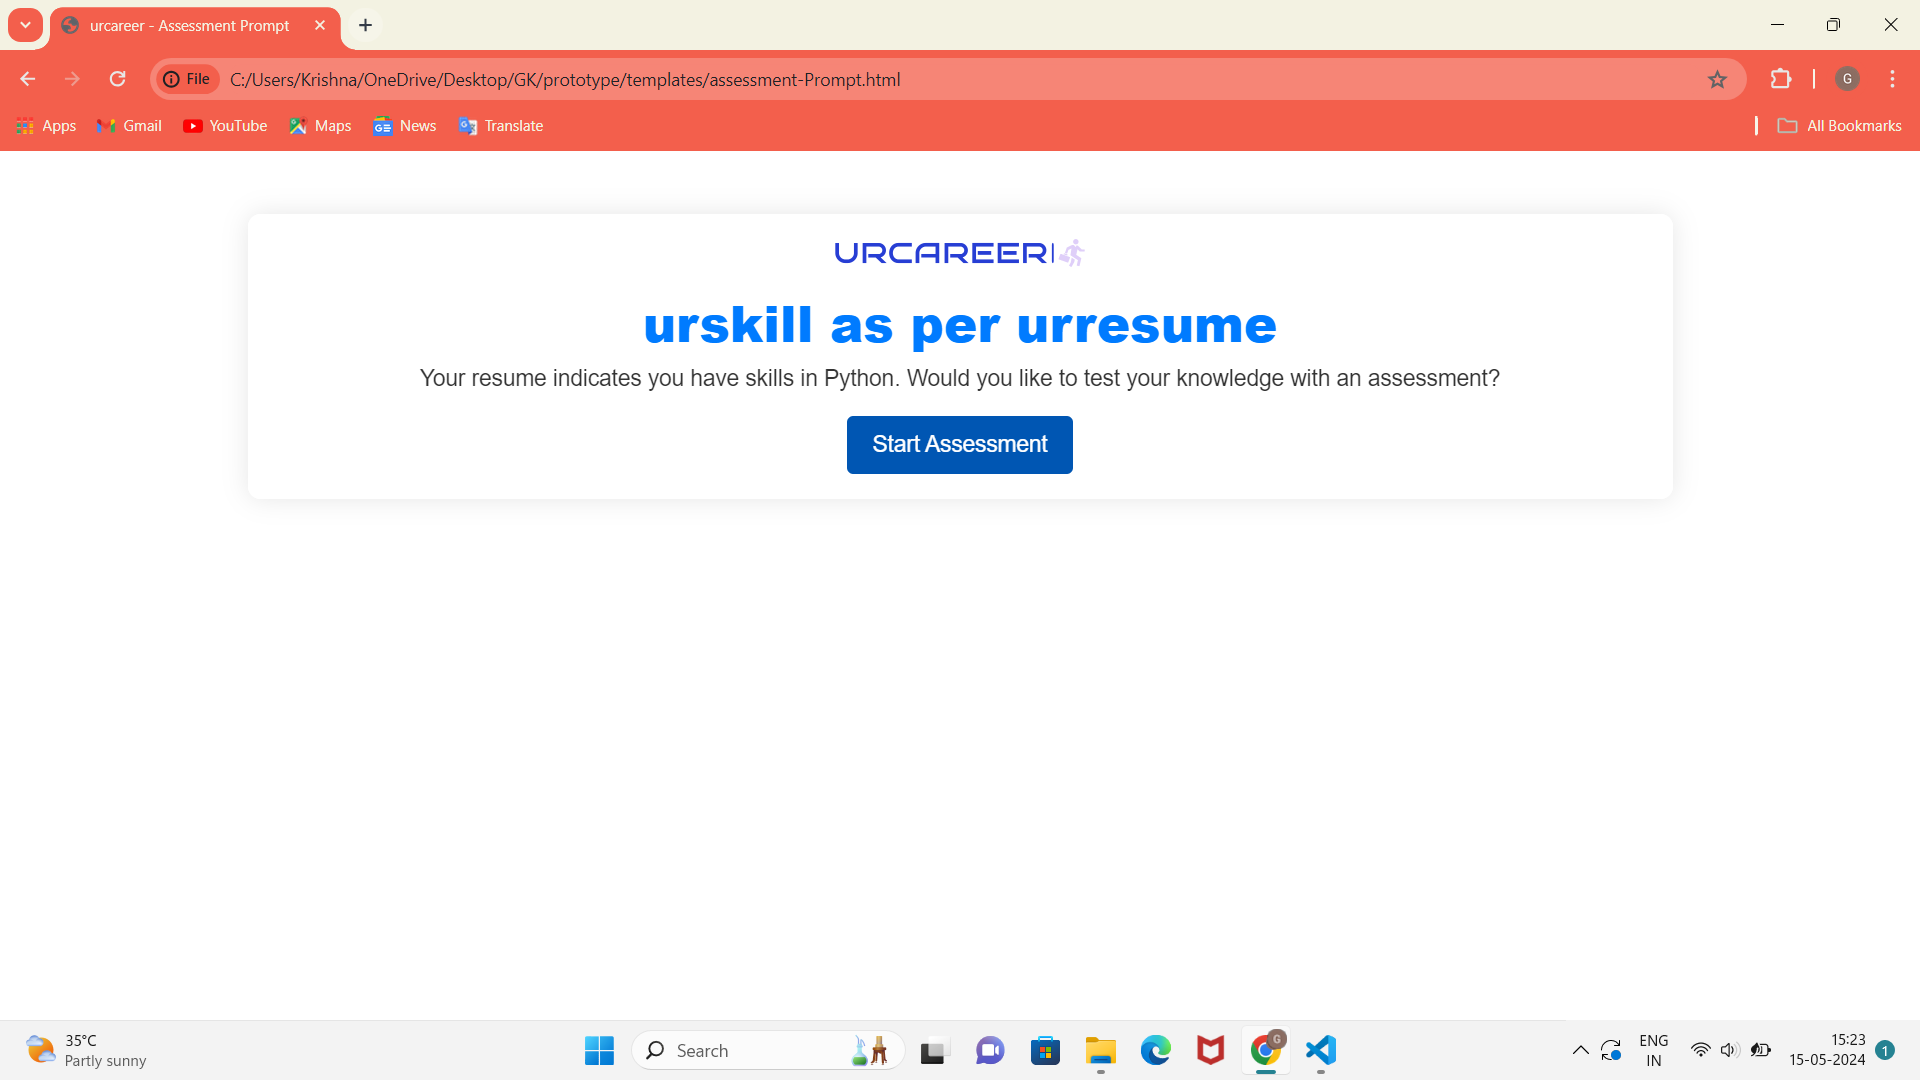 urcareer - Assessment Prompt
File C:/Users/Krishna/OneDrive/Desktop/GK/prototype/templates/assessment-Prompt.html G
Apps Gmail YouTube Maps News Translate All Bookmarks
URCAREER
urskill as per urresume
Your resume indicates you have skills in Python. Would you like to test your knowledge with an assessment?
Start Assessment
35°C
Partly sunny
Search
G
ENG
IN
15:23
15-05-2024
1